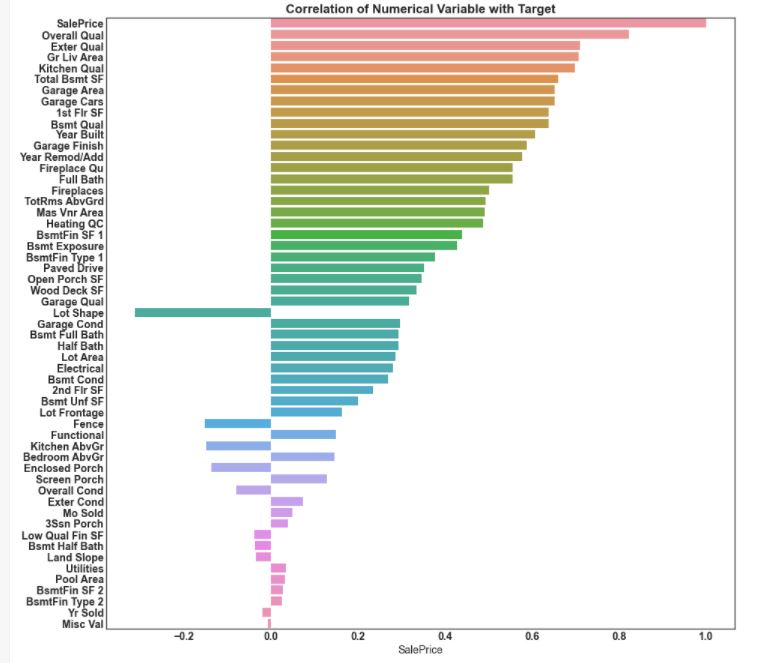 Correlation of Numerical Variable with Target
SalePrice
Overall Qual
Exter Qual
Gr Liv Area
Kitchen Qual
Total Bsmt SF
Garage Area
Garage Cars
1st Flr SF
Bsmt Qual
Year Built
Garage Finish
Year Remod/Add
Fireplace Qu
Full Bath
Fireplaces
TotRms AbvGrd
Mas Vnr Area
Heating QC
BsmtFin SF 1
Bsmt Exposure
BsmtFin Type 1
Paved Drive
Open Porch SF
Wood Deck SF
Garage Qual
Lot Shape
Garage Cond
Bsmt Full Bath
Half Bath
Lot Area
Electrical
Bsmt Cond
2nd Flr SF
Bsmt Unf SF
Lot Frontage
Fence
Functional
Kitchen AbvGr
Bedroom AbvGr
Enclosed Porch
Screen Porch
Overall Cond
Exter Cond
Mo Sold
3Ssn Porch
Low Qual Fin SF
Bsmt Half Bath
Land Slope
Utilities
Pool Area
BsmtFin SF 2
BsmtFin Type 2
Yr Sold
Misc Val
−0.2 0.0 0.2 0.4 0.6 0.8 1.0
SalePrice